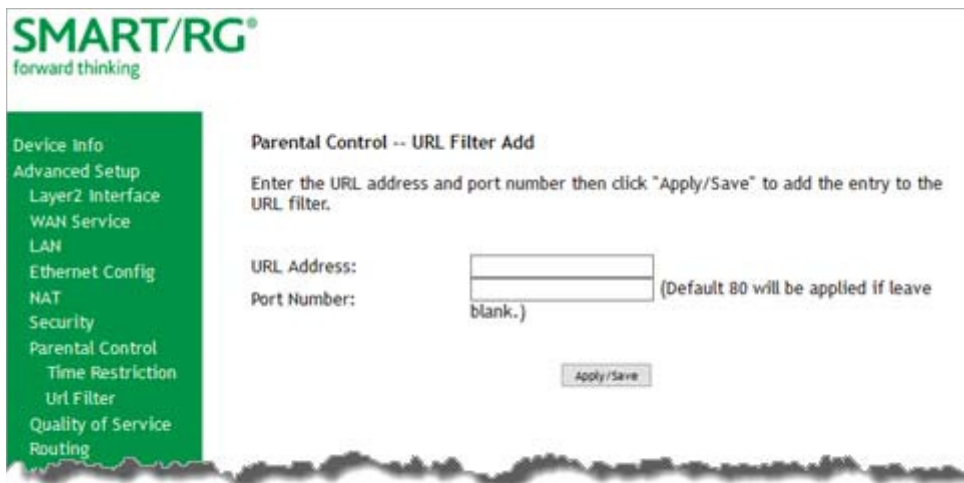 SMART/RG®
forward thinking
Device Info
Advanced Setup
Layer2 Interface
WAN Service
LAN
Ethernet Config
NAT
Security
Parental Control
Time Restriction
Url Filter
Quality of Service
Routing
Parental Control -- URL Filter Add
Enter the URL address and port number then click "Apply/Save" to add the entry to the
URL filter.
URL Address:
Port Number:
(Default 80 will be applied if leave
blank.)
Apply/Save